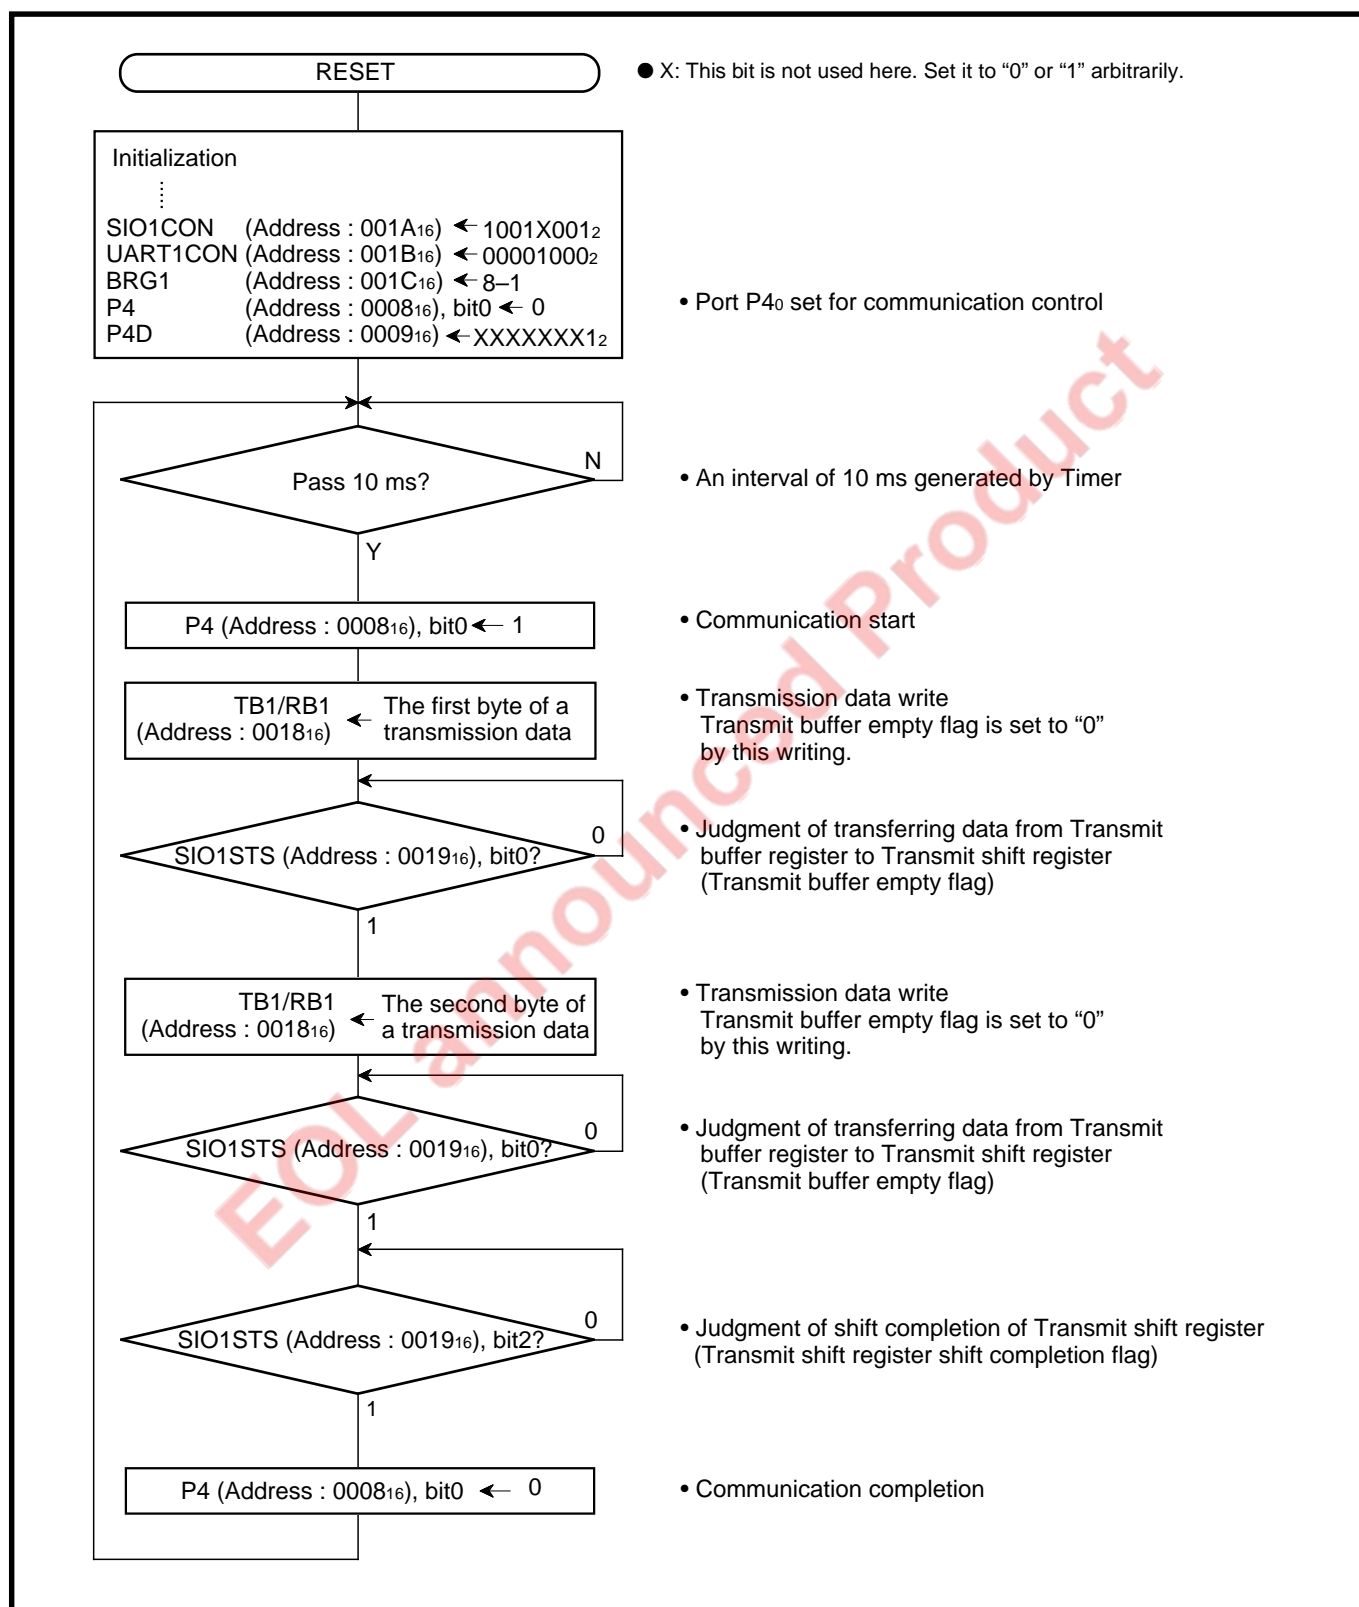 RESET
● X: This bit is not used here. Set it to “0” or “1” arbitrarily.
Initialization
SIO1CON (Address : 001A16) ← 1001X0012
UART1CON (Address : 001B16) ← 000010002
BRG1 (Address : 001C16) ← 8–1
P4 (Address : 000816), bit0 ← 0
P4D (Address : 000916) ← XXXXXXX12
• Port P40 set for communication control
Pass 10 ms?
N
Y
• An interval of 10 ms generated by Timer
P4 (Address : 000816), bit0 ← 1
• Communication start
TB1/RB1 ← The first byte of a
(Address : 001816) transmission data
• Transmission data write
Transmit buffer empty flag is set to “0”
by this writing.
SIO1STS (Address : 001916), bit0?
0
1
• Judgment of transferring data from Transmit
buffer register to Transmit shift register
(Transmit buffer empty flag)
TB1/RB1 ← The second byte of
(Address : 001816) a transmission data
• Transmission data write
Transmit buffer empty flag is set to “0”
by this writing.
SIO1STS (Address : 001916), bit0?
0
1
• Judgment of transferring data from Transmit
buffer register to Transmit shift register
(Transmit buffer empty flag)
SIO1STS (Address : 001916), bit2?
0
1
• Judgment of shift completion of Transmit shift register
(Transmit shift register shift completion flag)
P4 (Address : 000816), bit0 ← 0
• Communication completion
EOL announced Product